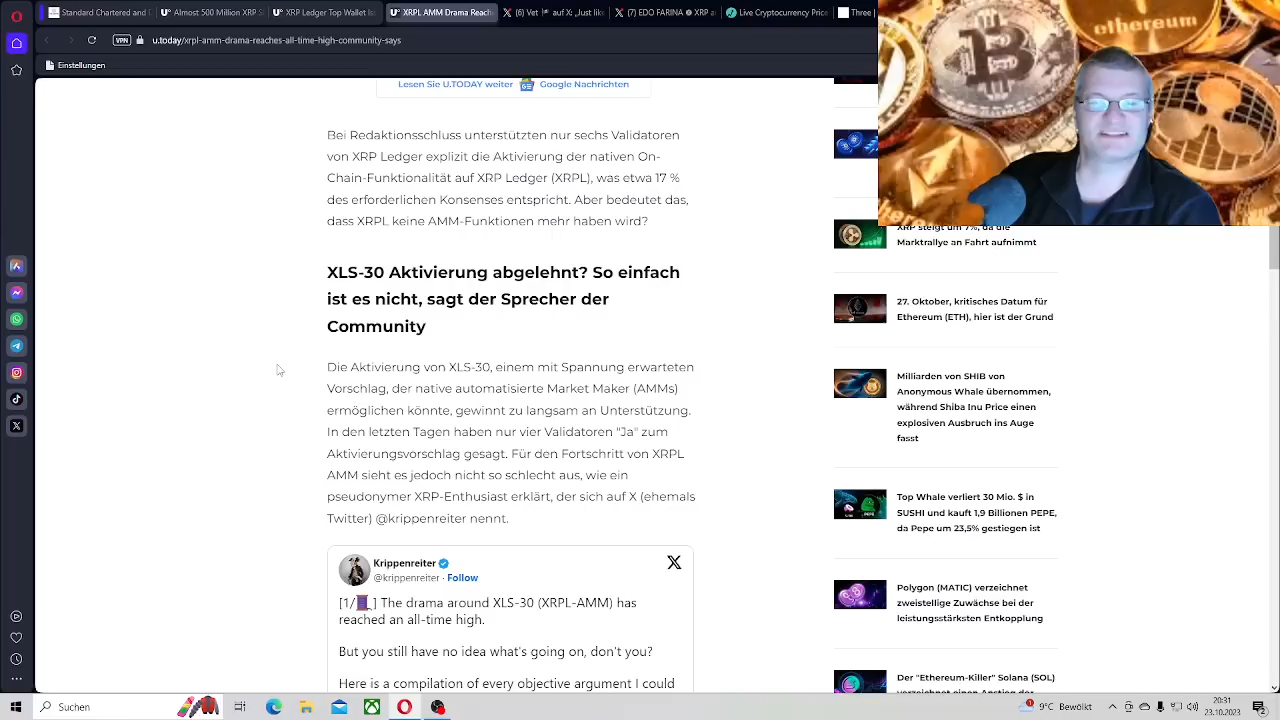 Almost 500 Million XRP S
XRP Ledger Top Wallet Iss
XRPL AMM Drama Reach
(6) Vet auf X: „Just like
(7) EDO FARINA XRP au
Live Cryptocurrency Price
Three
VPN
u.today/xrpl-amm-drama-reaches-all-time-high-community-says
Einstellungen
Lesen Sie U.TODAY weiter Google Nachrichten
Bei Redaktionsschluss unterstützten nur sechs Validatoren
von XRP Ledger explizit die Aktivierung der nativen On-
Chain-Funktionalität auf XRP Ledger (XRPL), was etwa 17 %
des erforderlichen Konsenses entspricht. Aber bedeutet das,
dass XRPL keine AMM-Funktionen mehr haben wird?
XLS-30 Aktivierung abgelehnt? So einfach
ist es nicht, sagt der Sprecher der
Community
Die Aktivierung von XLS-30, einem mit Spannung erwarteten
Vorschlag, der native automatisierte Market Maker (AMMs)
ermöglichen könnte, gewinnt zu langsam an Unterstützung.
In den letzten Tagen haben nur vier Validatoren "Ja" zum
Aktivierungsvorschlag gesagt. Für den Fortschritt von XRPL
AMM sieht es jedoch nicht so schlecht aus, wie ein
pseudonymer XRP-Enthusiast erklärt, der sich auf X (ehemals
Twitter) @krippenreiter nennt.
Krippenreiter
@krippenreiter · Follow
[1/🧵] The drama around XLS-30 (XRPL-AMM) has
reached an all-time high.
But you still have no idea what's going on, don't you?
Here is a compilation of every objective argument I could
ethereum
XRP steigt um 7%, da die
Marktrallye an Fahrt aufnimmt
27. Oktober, kritisches Datum für
Ethereum (ETH), hier ist der Grund
Milliarden von SHIB von
Anonymous Whale übernommen,
während Shiba Inu Price einen
explosiven Ausbruch ins Auge
fasst
Top Whale verliert 30 Mio. $ in
SUSHI und kauft 1,9 Billionen PEPE,
da Pepe um 23,5% gestiegen ist
Polygon (MATIC) verzeichnet
zweistellige Zuwächse bei der
leistungsstärksten Entkopplung
Der "Ethereum-Killer" Solana (SOL)
verzeichnet einen Anstieg der
Suchen
9°C Bewölkt
20:31
23.10.2023